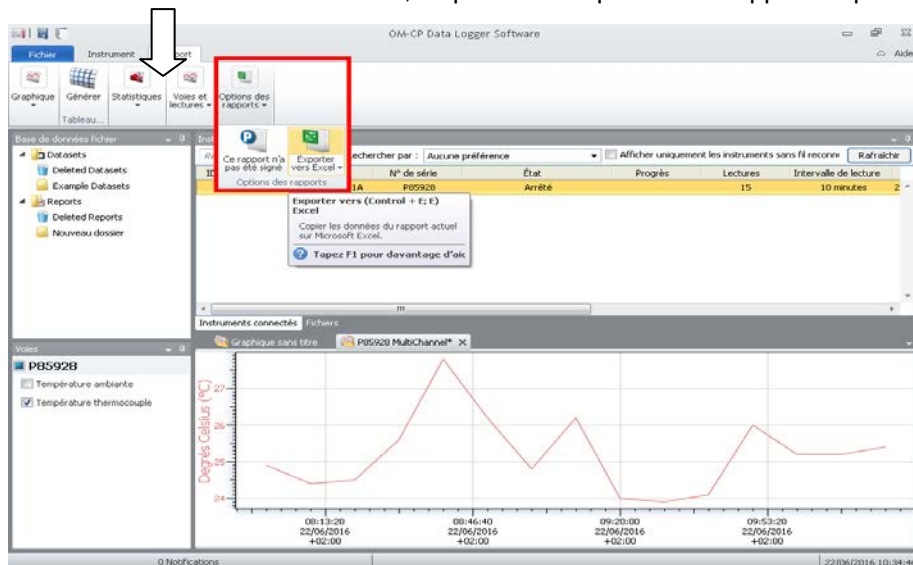 OM-CP Data Logger Software
Fichier Instrument
Aide
Graphique Générer Statistiques Voies et lectures Options des rapports
Tableau...
Base de données fichier
Datasets
Deleted Datasets
Example Datasets
Reports
Deleted Reports
Nouveau dossier
Ce rapport n'a pas été signé
Exporter vers Excel
Options des rapports
echercher par : Aucune préférence Afficher uniquement les instruments sans fil reconnu Rafraîchir
N° de série État Progrès Lectures Intervalle de lecture
1A P85928 Arrêté 15 10 minutes 2
Exporter vers (Control + E; E)
Excel
Copier les données du rapport actuel
sur Microsoft Excel.
Tapez F1 pour davantage d'aid
Instruments connectés Fichiers
Graphique sans titre P85928 MultiChannel* X
Voies
P85928
Température ambiante
Température thermocouple
Degrés Celsius (°C)
27
26
25
24
08:13:20 08:46:40 09:20:00 09:53:20
22/06/2016 22/06/2016 22/06/2016 22/06/2016
+02:00 +02:00 +02:00 +02:00
0 Notifications 22/06/2016 10:34:4